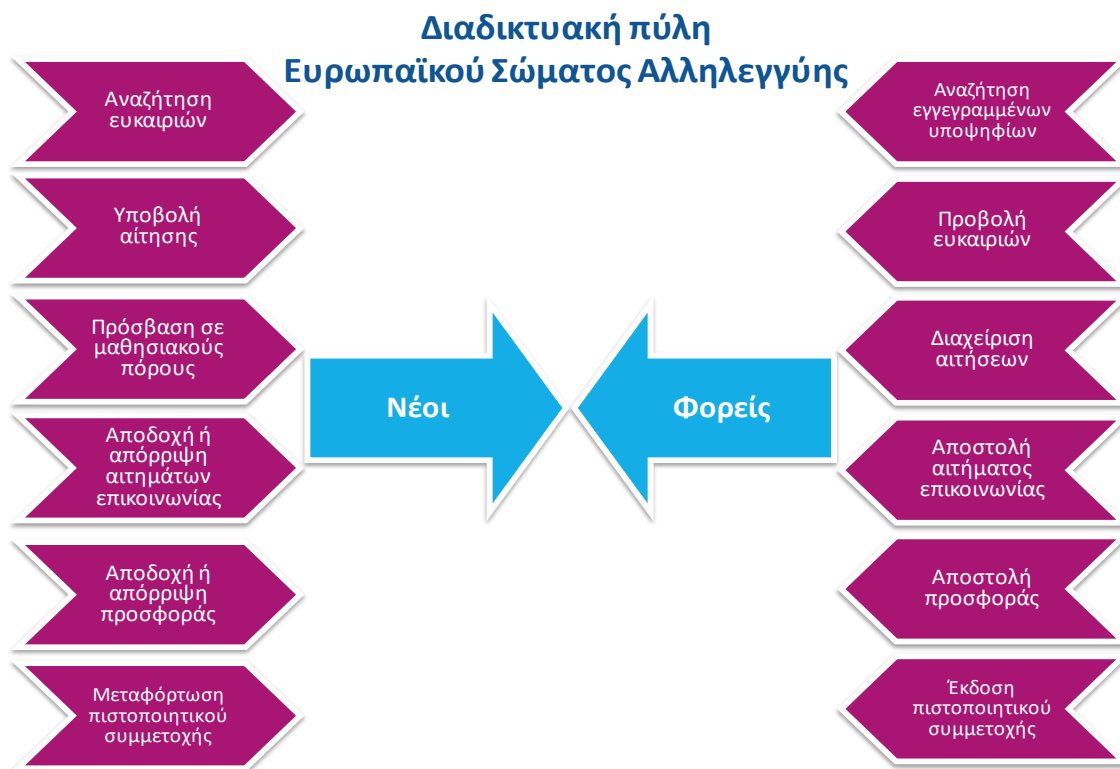 Διαδικτυακή πύλη
Ευρωπαϊκού Σώματος Αλληλεγγύης
Αναζήτηση
ευκαιριών
Υποβολή
αίτησης
Πρόσβαση σε
μαθησιακούς
πόρους
Αποδοχή ή
απόρριψη
αιτημάτων
επικοινωνίας
Αποδοχή ή
απόρριψη
προσφοράς
Μεταφόρτωση
πιστοποιητικού
συμμετοχής
Νέοι
Φορείς
Αναζήτηση
εγγεγραμμένων
υποψηφίων
Προβολή
ευκαιριών
Διαχείριση
αιτήσεων
Αποστολή
αιτήματος
επικοινωνίας
Αποστολή
προσφοράς
Έκδοση
πιστοποιητικού
συμμετοχής